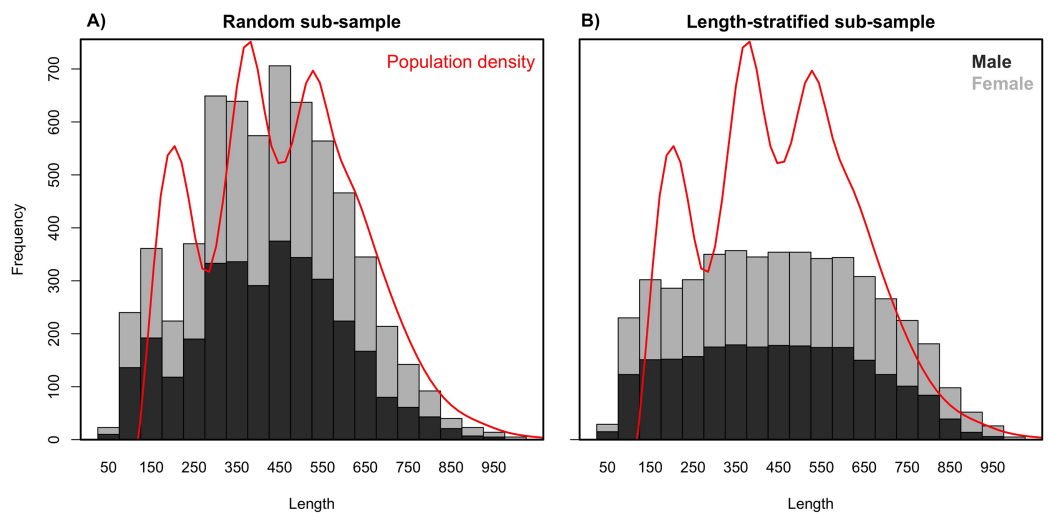 A) Random sub-sample
B) Length-stratified sub-sample
Population density
Male
Female
Frequency
700
600
500
400
300
200
100
0
50 150 250 350 450 550 650 750 850 950
50 150 250 350 450 550 650 750 850 950
Length
Length